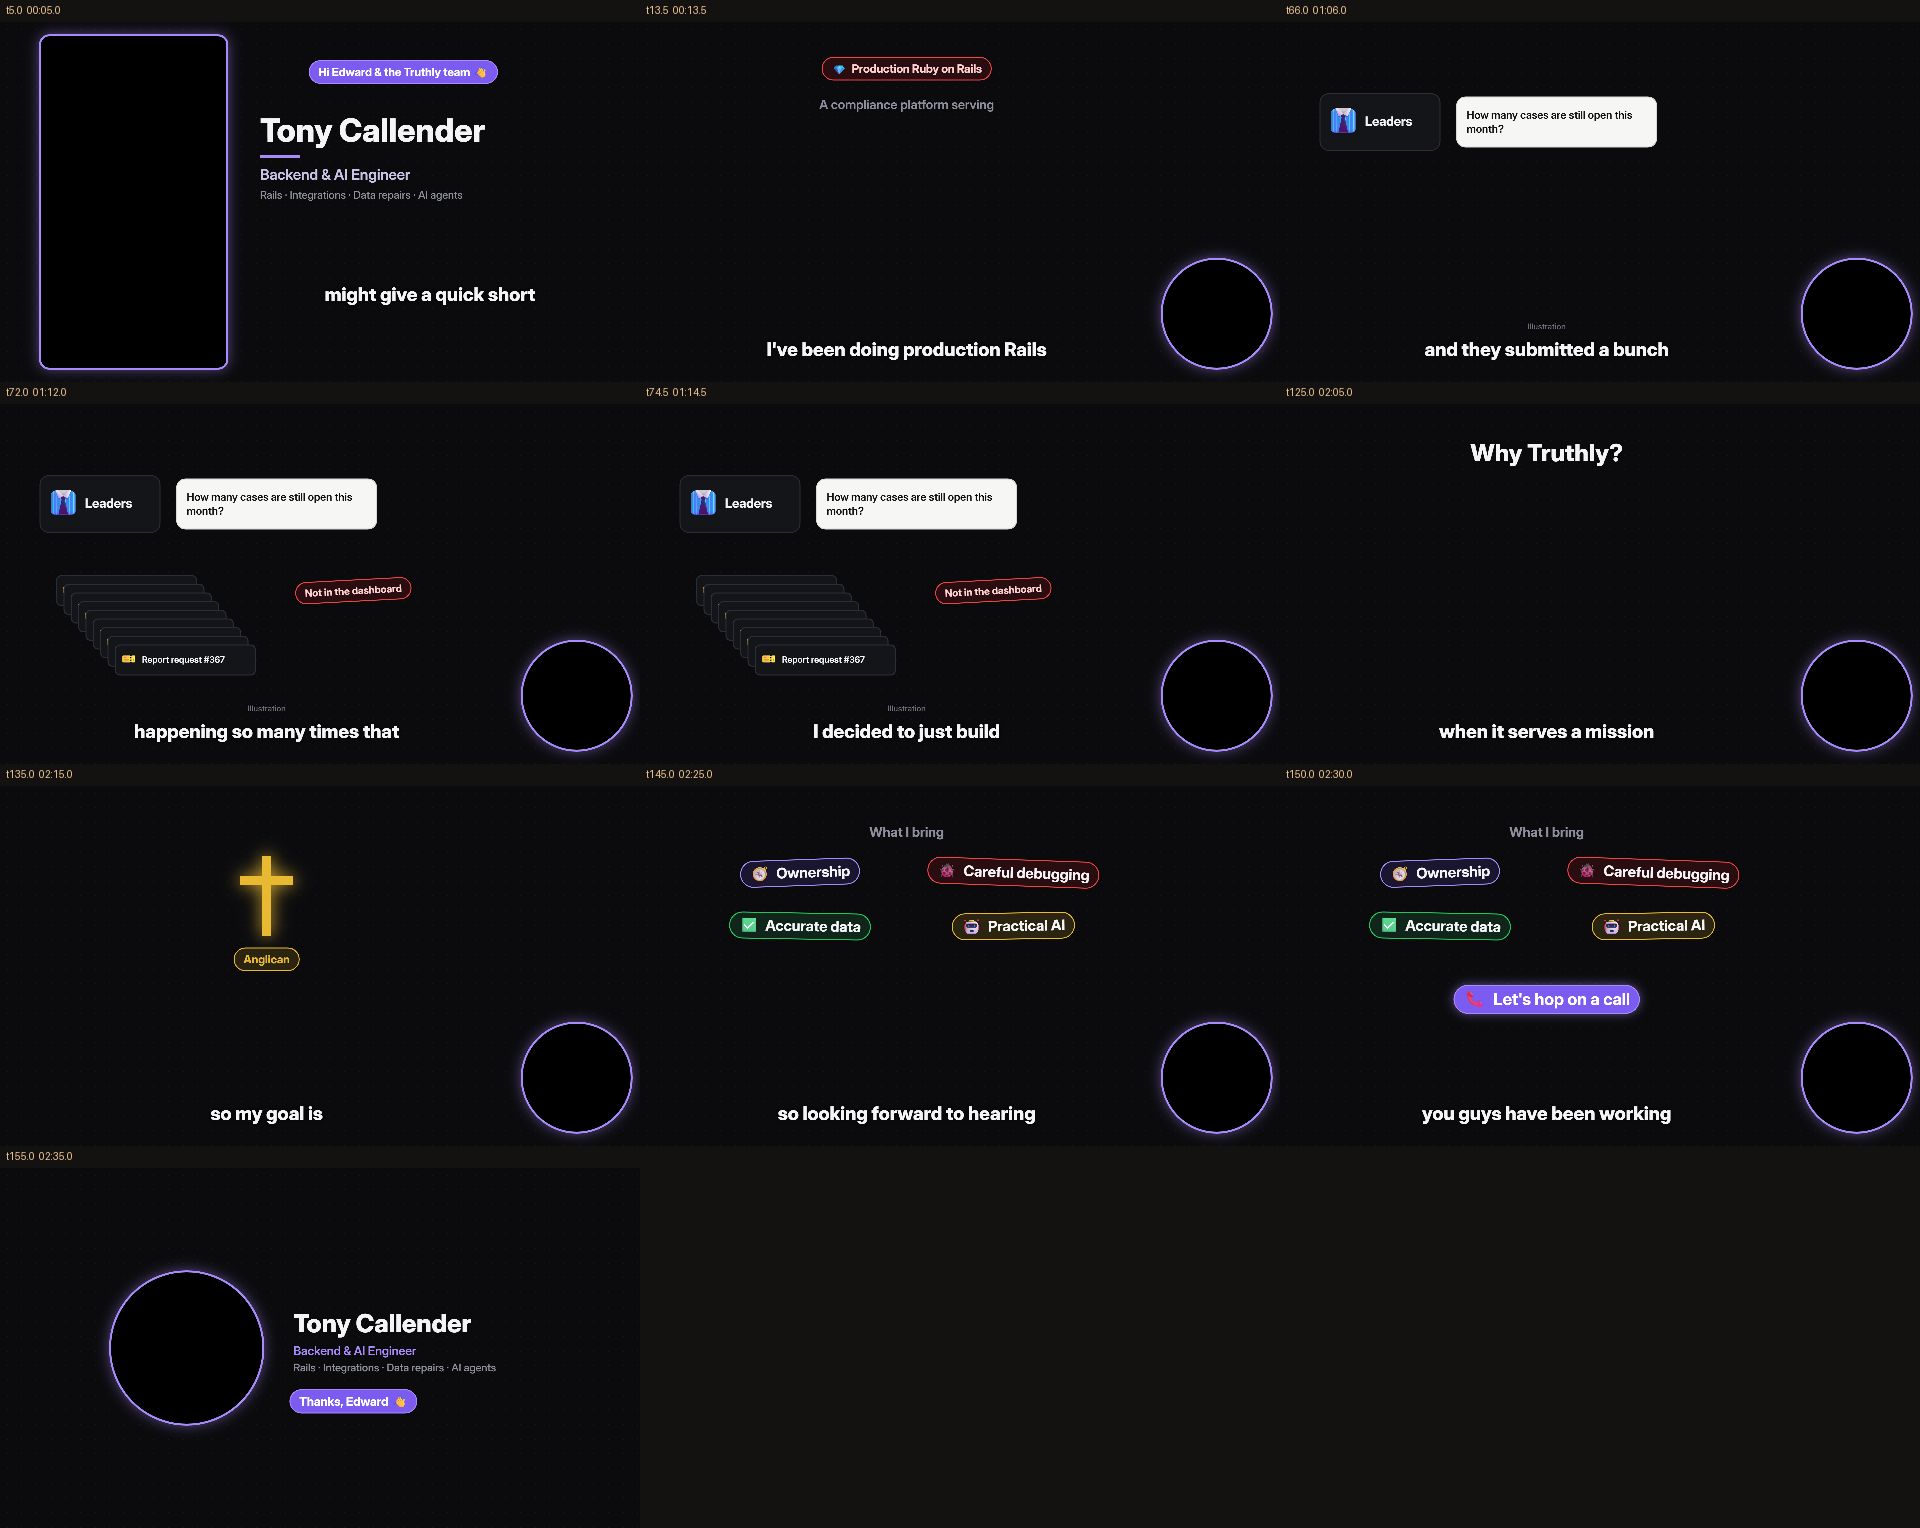 t5.0 00:05.0
Hi Edward & the Truthly team 👋
Tony Callender
Backend & AI Engineer
Rails · Integrations · Data repairs · AI agents
might give a quick short
t13.5 00:13.5
Production Ruby on Rails
A compliance platform serving
I've been doing production Rails
t66.0 01:06.0
Leaders
How many cases are still open this
month?
Illustration
and they submitted a bunch
t72.0 01:12.0
Leaders
How many cases are still open this
month?
Not in the dashboard
Report request #367
Illustration
happening so many times that
t74.5 01:14.5
Leaders
How many cases are still open this
month?
Not in the dashboard
Report request #367
Illustration
I decided to just build
t125.0 02:05.0
Why Truthly?
when it serves a mission
t135.0 02:15.0
Anglican
so my goal is
t145.0 02:25.0
What I bring
Ownership
Careful debugging
Accurate data
Practical AI
so looking forward to hearing
t150.0 02:30.0
What I bring
Ownership
Careful debugging
Accurate data
Practical AI
Let's hop on a call
you guys have been working
t155.0 02:35.0
Tony Callender
Backend & AI Engineer
Rails · Integrations · Data repairs · AI agents
Thanks, Edward 👋